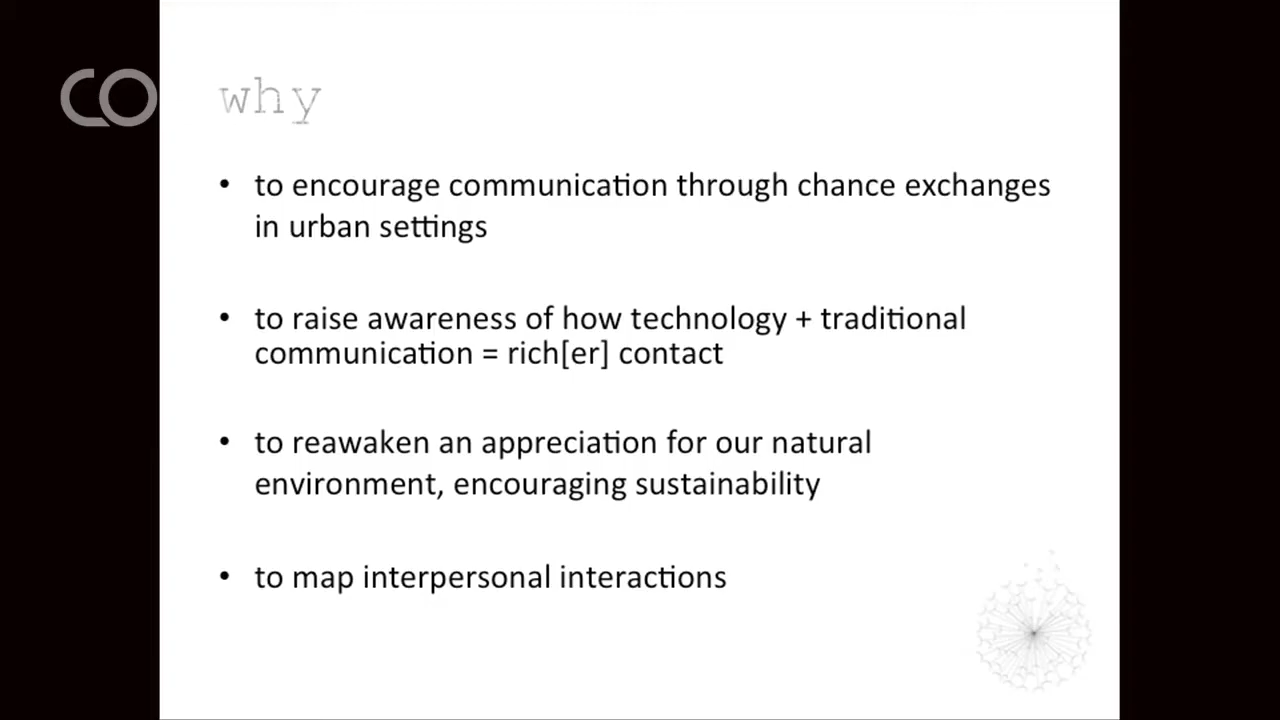 CO
why
• to encourage communication through chance exchanges
in urban settings
• to raise awareness of how technology + traditional
communication = rich[er] contact
• to reawaken an appreciation for our natural
environment, encouraging sustainability
• to map interpersonal interactions